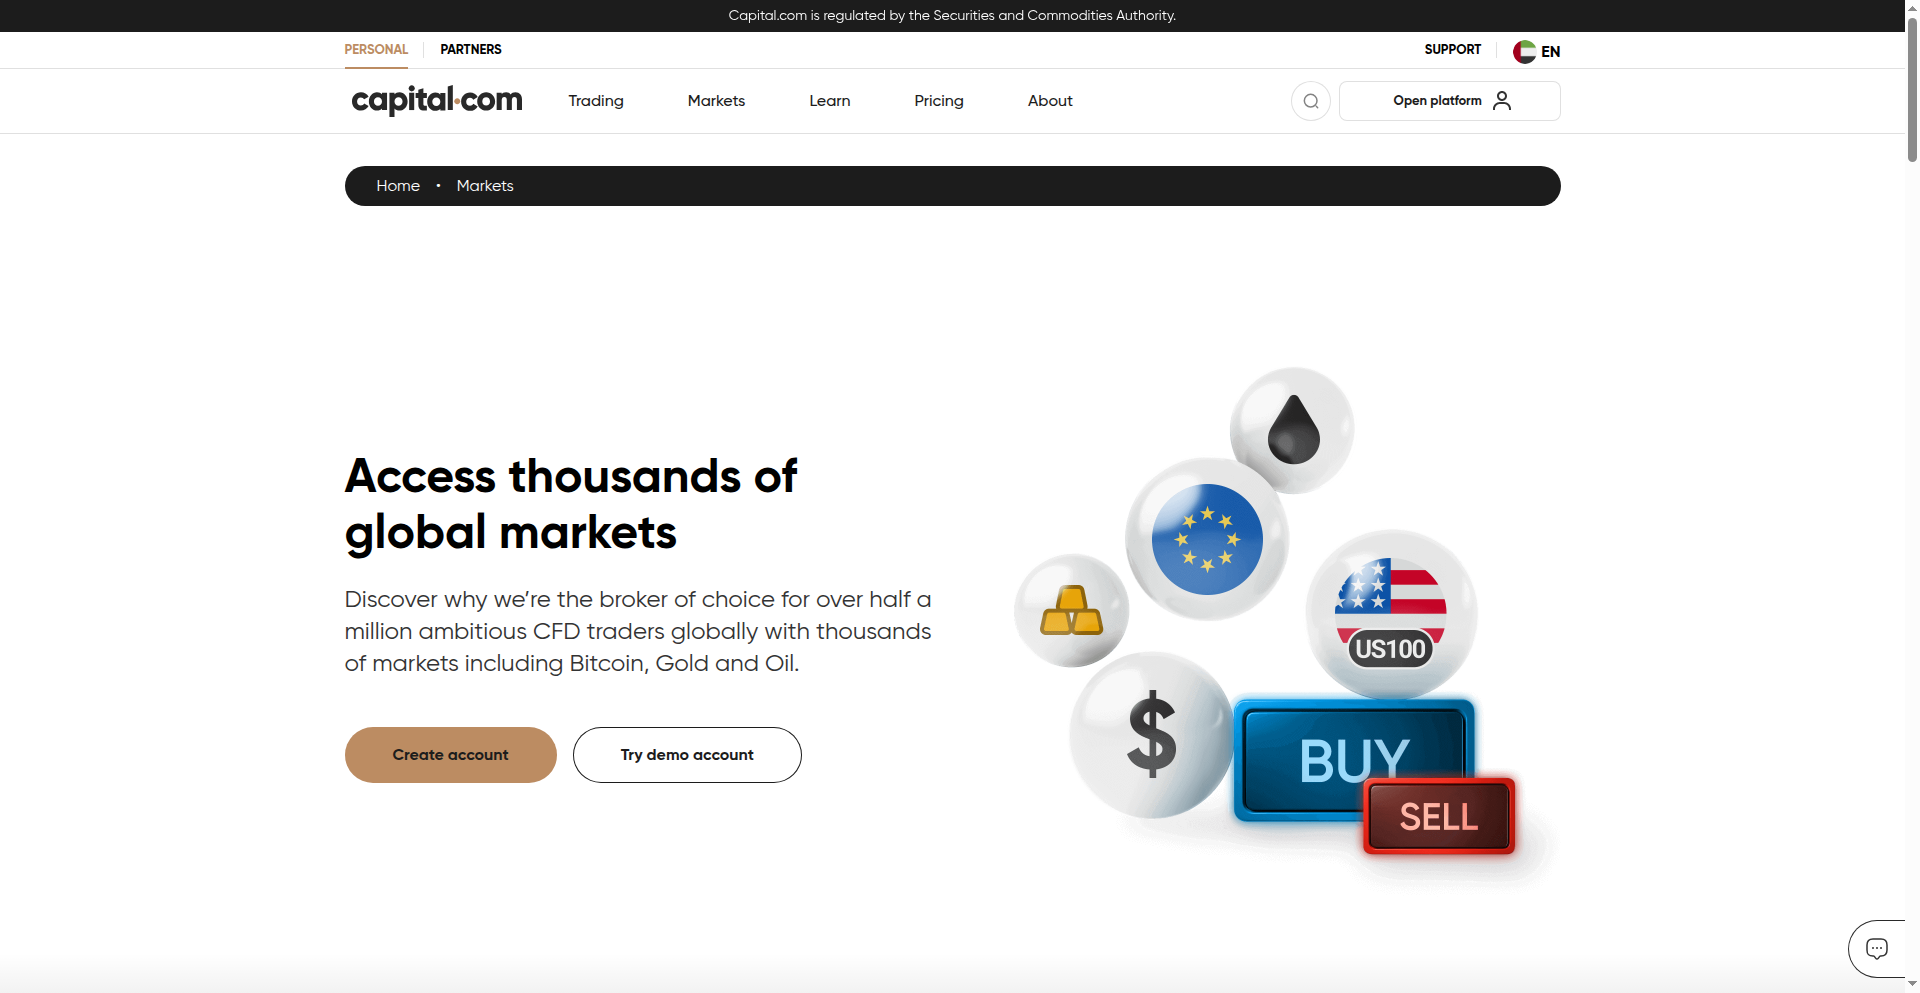 Capital.com is regulated by the Securities and Commodities Authority.
PERSONAL
PARTNERS
SUPPORT
EN
capital.com
Trading
Markets
Learn
Pricing
About
Open platform
Home • Markets
Access thousands of
global markets
Discover why we’re the broker of choice for over half a
million ambitious CFD traders globally with thousands
of markets including Bitcoin, Gold and Oil.
Create account
Try demo account
US100
$
BUY
SELL